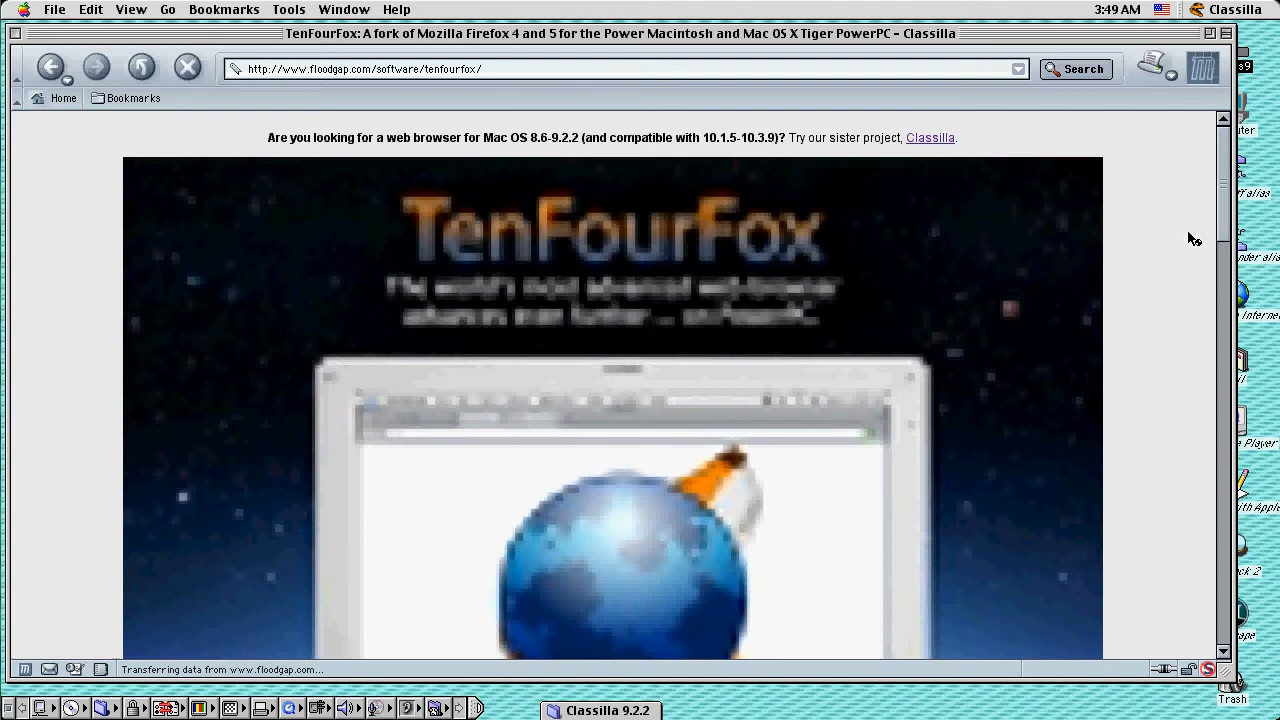 File Edit View Go Bookmarks Tools Window Help 3:49 AM Classilla
TenFourFox: A fork of Mozilla Firefox 4 and 5 for the Power Macintosh and Mac OS X Tiger PowerPC - Classilla
http://www.floodgap.com/software/tenfourfox/ Search
Home Bookmarks
Are you looking for a web browser for Mac OS 8.6-9.2.2 (and compatible with 10.1.5-10.3.9)? Try our sister project, Classilla.
TenFourFox
Transferring data from www.floodgap.com...
Trash
Classilla 9.2.2